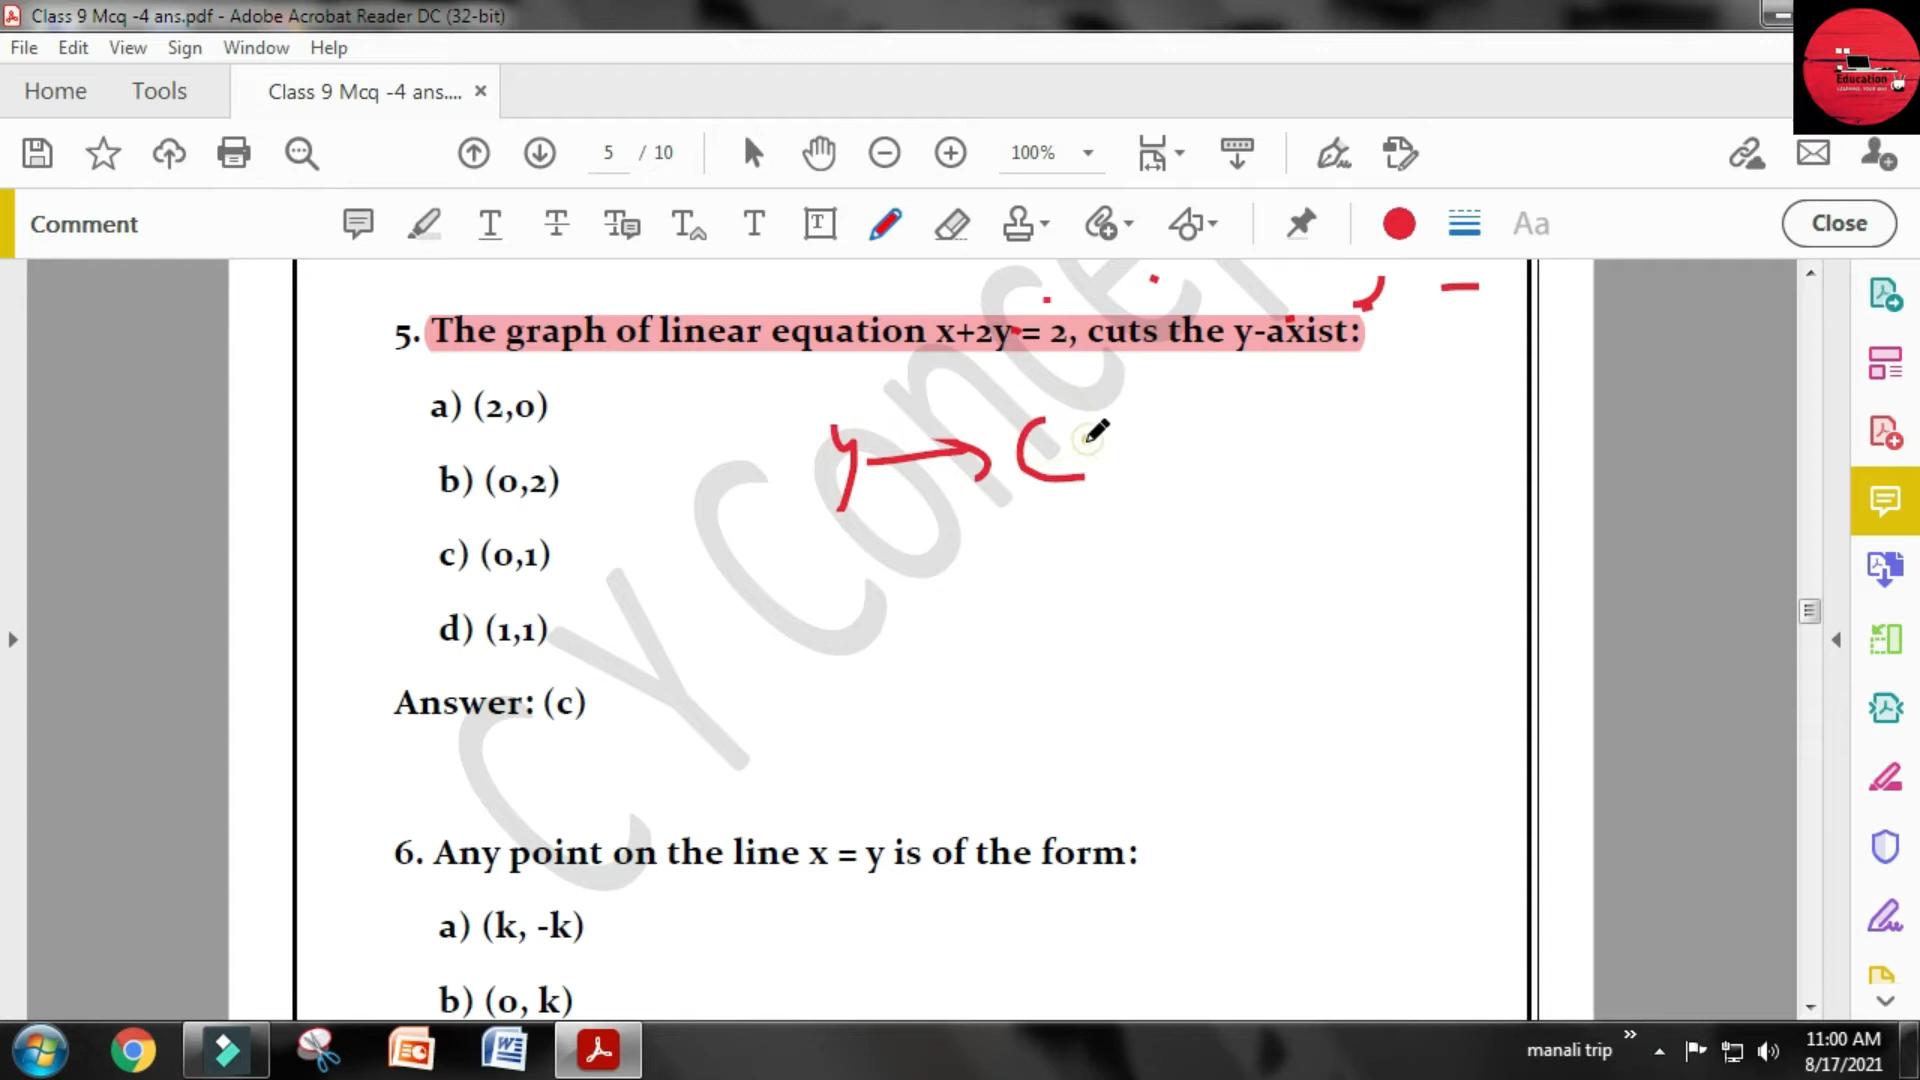 Class 9 Mcq -4 ans.pdf - Adobe Acrobat Reader DC (32-bit)
File Edit View Sign Window Help
Home Tools Class 9 Mcq -4 ans....
5 / 10 100%
Education
Comment
Aa
Close
5. The graph of linear equation x+2y = 2, cuts the y-axist:
a) (2,0)
b) (0,2)
c) (0,1)
d) (1,1)
Answer: (c)
y → (
CY Concept
6. Any point on the line x = y is of the form:
a) (k, -k)
b) (0, k)
manali trip
11:00 AM
8/17/2021